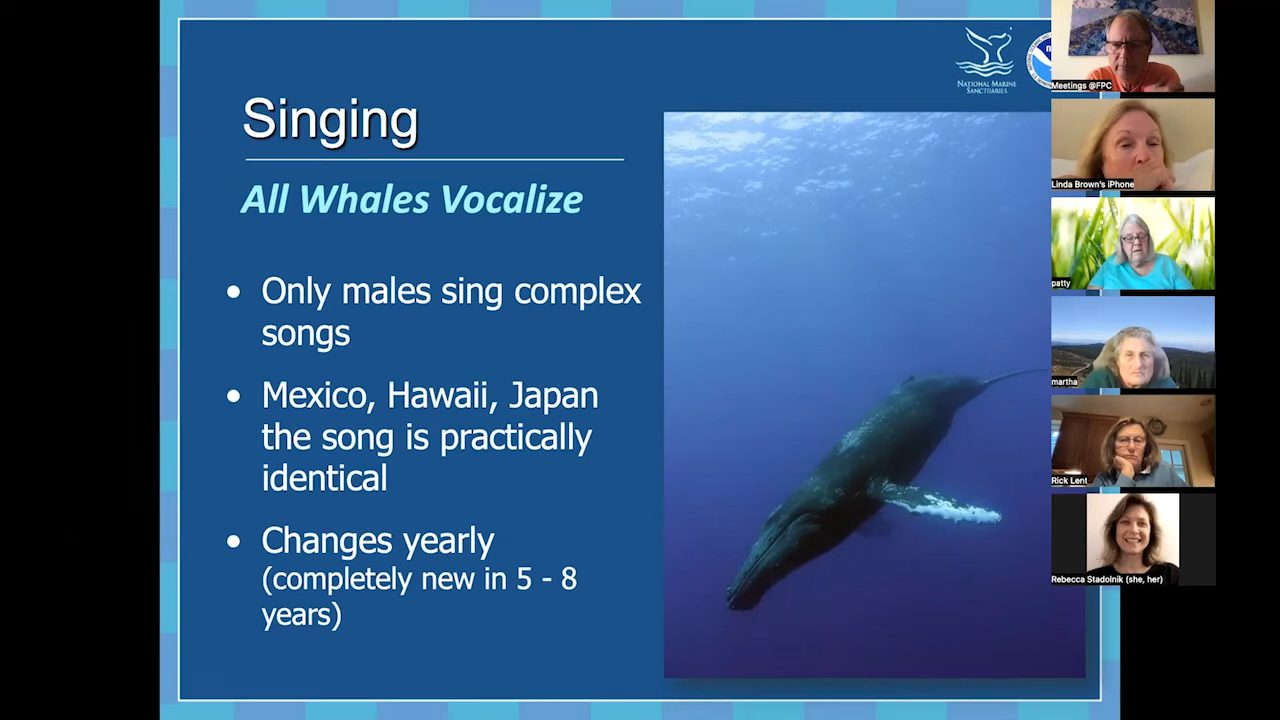 NATIONAL MARINE
SANCTUARIES
Singing
All Whales Vocalize
• Only males sing complex
songs
• Mexico, Hawaii, Japan
the song is practically
identical
• Changes yearly
(completely new in 5 - 8
years)
Meetings @FPC
Linda Brown's iPhone
patty
martha
Rick Lent
Rebecca Stadolnik (she, her)